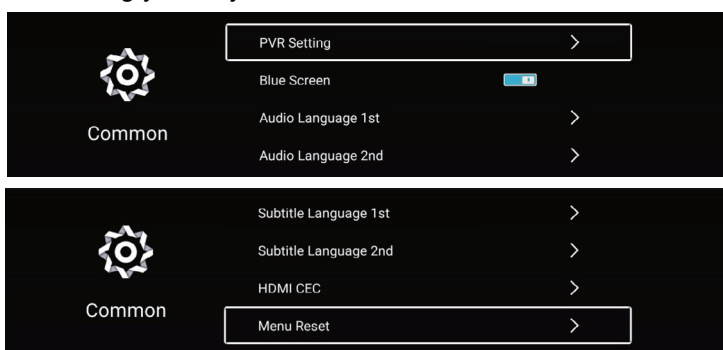 PVR Setting
Blue Screen
Common
Audio Language 1st
Audio Language 2nd
Subtitle Language 1st
Subtitle Language 2nd
HDMI CEC
Common
Menu Reset